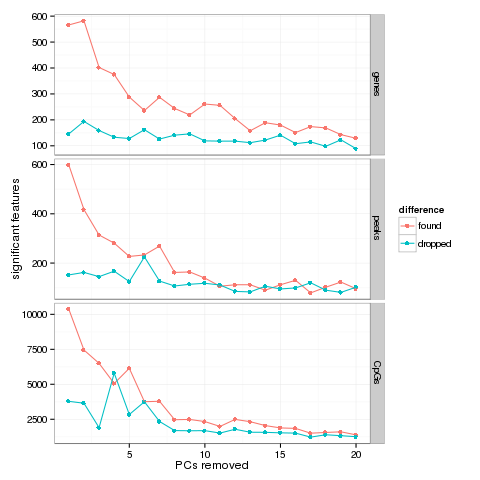 600
500
400
300
200
100
genes
600
400
200
peaks
10000
7500
5000
2500
CpGs
5
10
15
20
PCs removed
significant features
difference
found
dropped